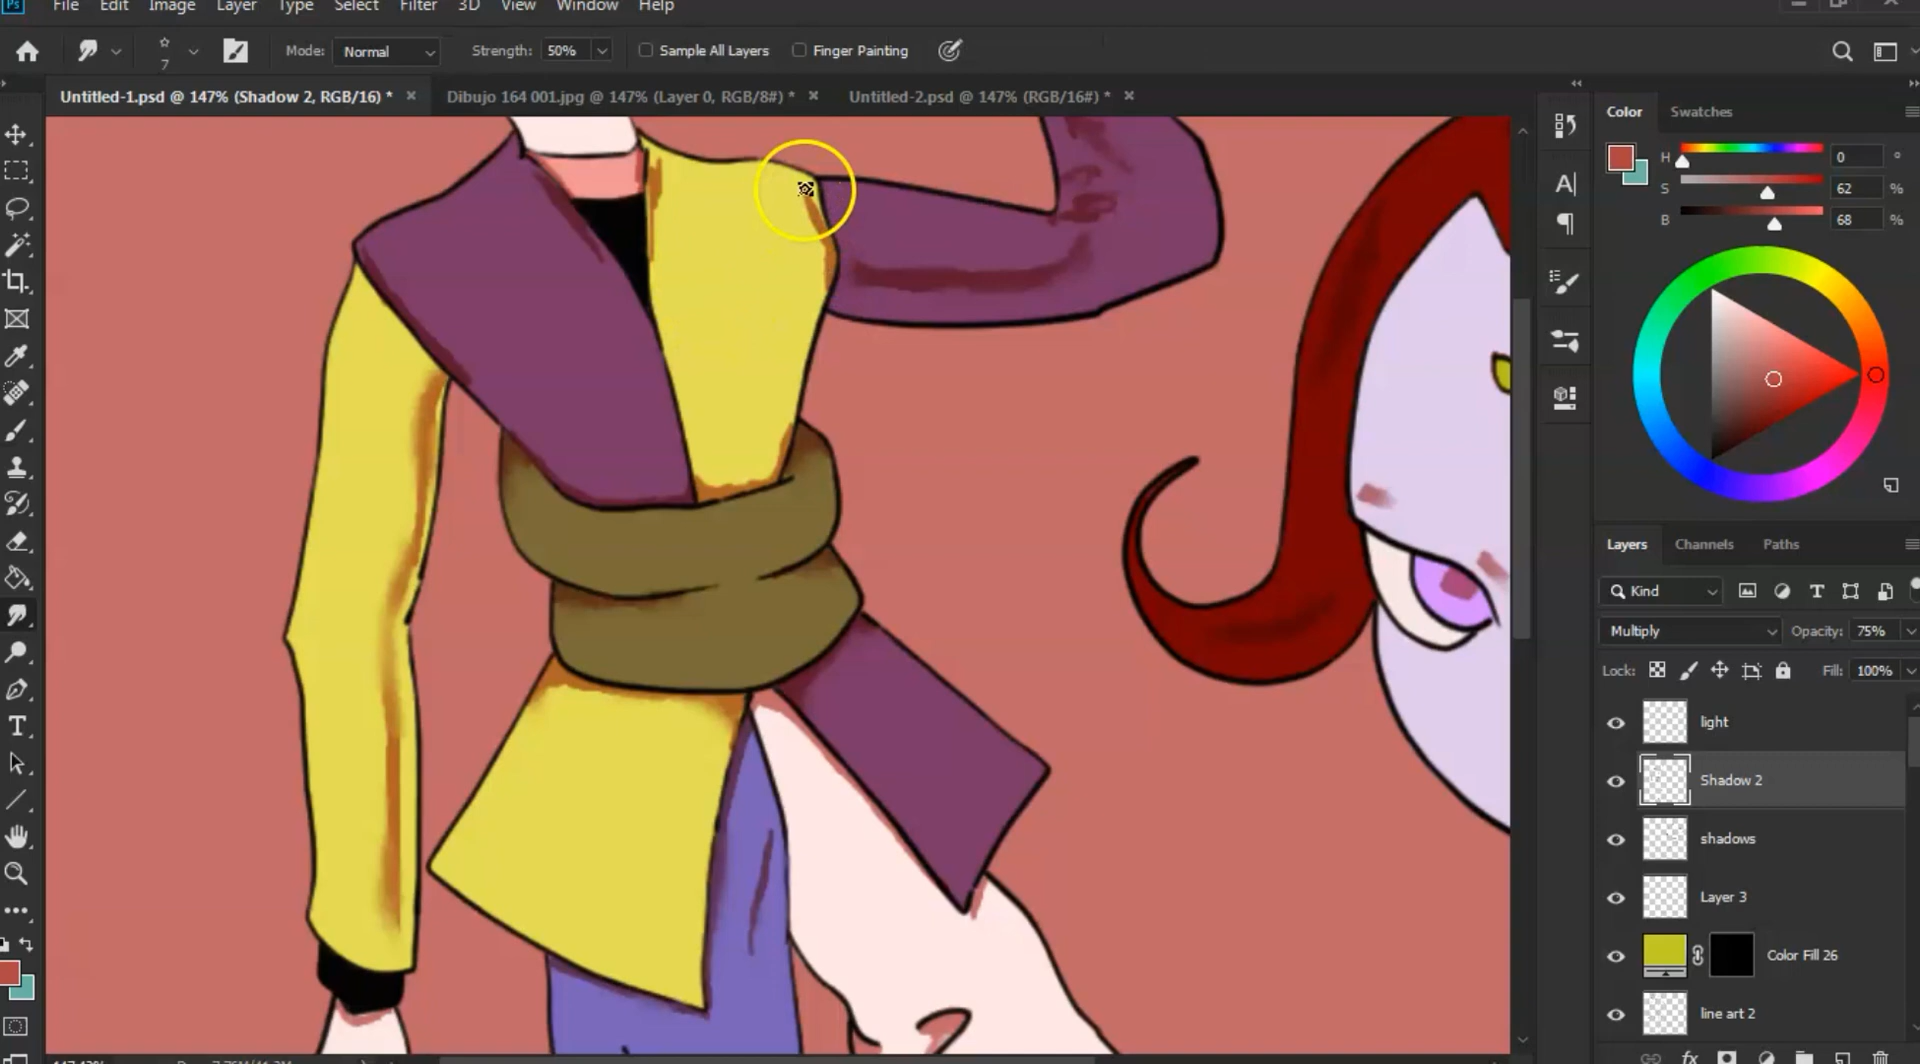 Ps File Edit Image Layer Type Select Filter 3D View Window Help
7 Mode: Normal Strength: 50% Sample All Layers Finger Painting
Untitled-1.psd @ 147% (Shadow 2, RGB/16) * Dibujo 164 001.jpg @ 147% (Layer 0, RGB/8#) * Untitled-2.psd @ 147% (RGB/16#) *
Color Swatches
H 0 °
S 62 %
B 68 %
Layers Channels Paths
Kind
Multiply Opacity: 75%
Lock: Fill: 100%
light
Shadow 2
shadows
Layer 3
Color Fill 26
line art 2